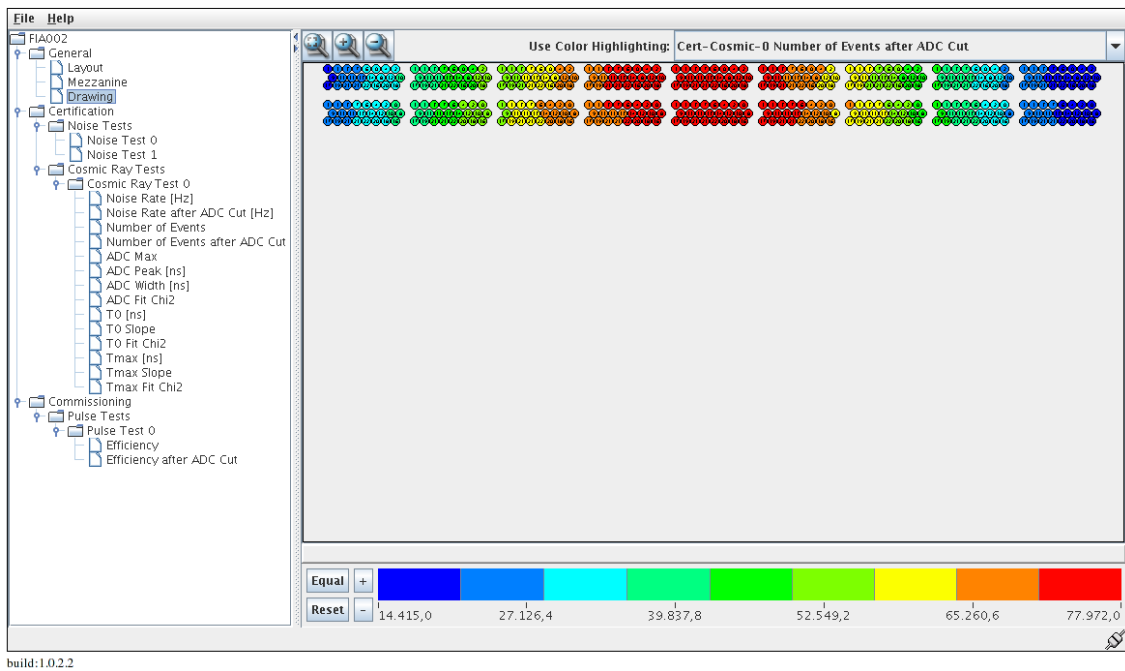 File Help
FIA002
General
Layout
Mezzanine
Drawing
Certification
Noise Tests
Noise Test 0
Noise Test 1
Cosmic Ray Tests
Cosmic Ray Test 0
Noise Rate [Hz]
Noise Rate after ADC Cut [Hz]
Number of Events
Number of Events after ADC Cut
ADC Max
ADC Peak [ns]
ADC Width [ns]
ADC Fit Chi2
T0 [ns]
T0 Slope
T0 Fit Chi2
Tmax [ns]
Tmax Slope
Tmax Fit Chi2
Commissioning
Pulse Tests
Pulse Test 0
Efficiency
Efficiency after ADC Cut
Use Color Highlighting: Cert-Cosmic-0 Number of Events after ADC Cut
Equal +
Reset -
14.415,0 27.126,4 39.837,8 52.549,2 65.260,6 77.972,0
build:1.0.2.2